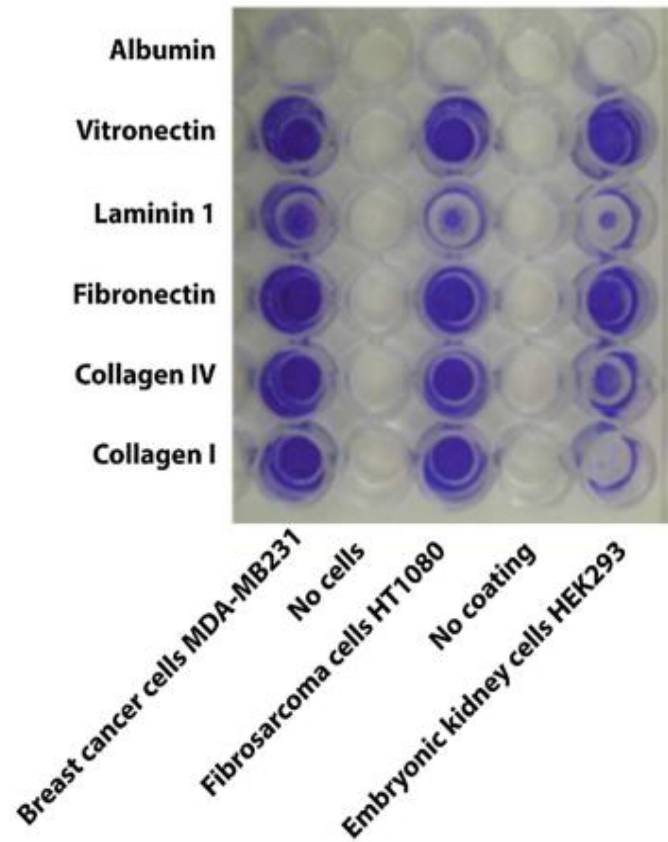 Albumin
Vitronectin
Laminin 1
Fibronectin
Collagen IV
Collagen I
Breast cancer cells MDA-MB231
No cells
Fibrosarcoma cells HT1080
No coating
Embryonic kidney cells HEK293